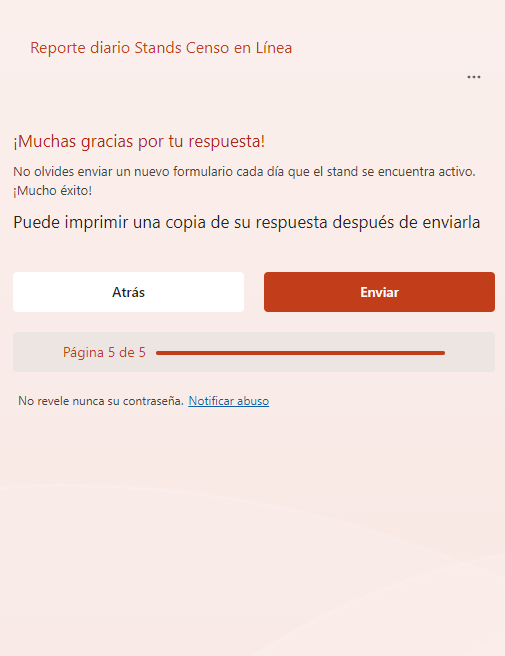 Reporte diario Stands Censo en Línea
...
¡Muchas gracias por tu respuesta!
No olvides enviar un nuevo formulario cada día que el stand se encuentra activo.
¡Mucho éxito!
Puede imprimir una copia de su respuesta después de enviarla
Atrás
Enviar
Página 5 de 5
No revele nunca su contraseña. Notificar abuso